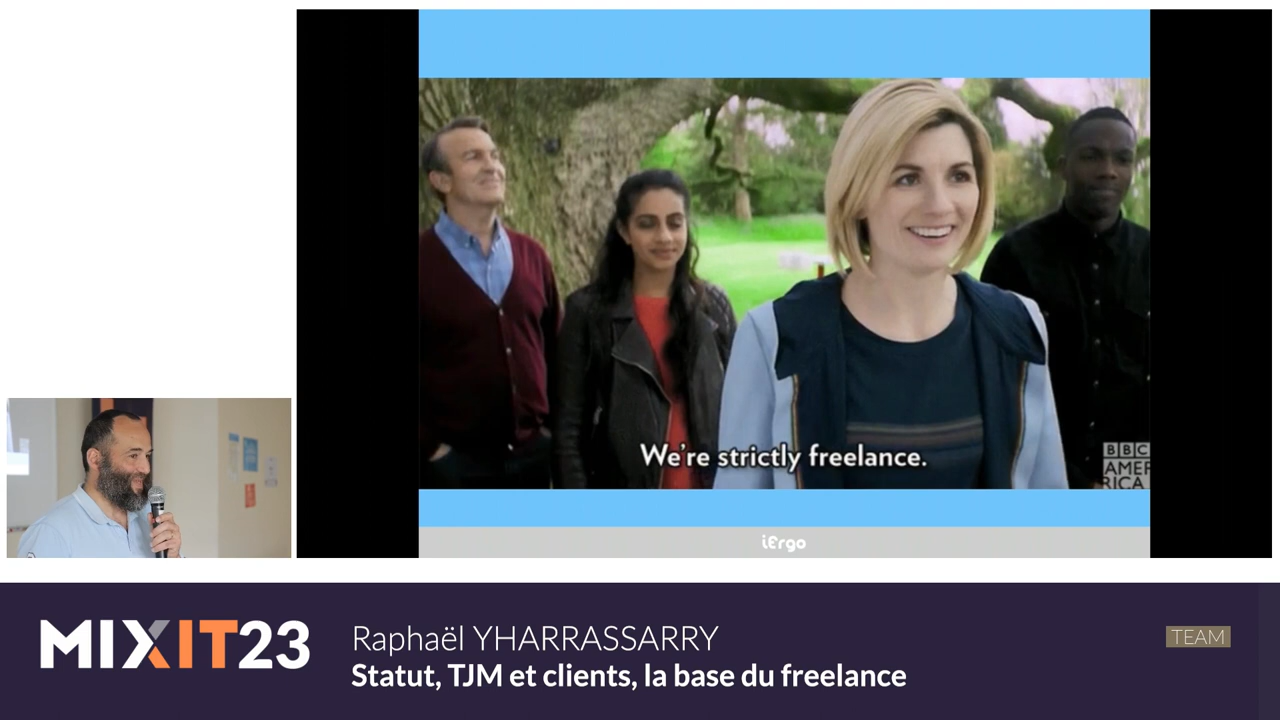 We're strictly freelance.
BBC
AMER
RICA
iergo
MIXIT23
Raphaël YHARRASSARRY
Statut, TJM et clients, la base du freelance
TEAM